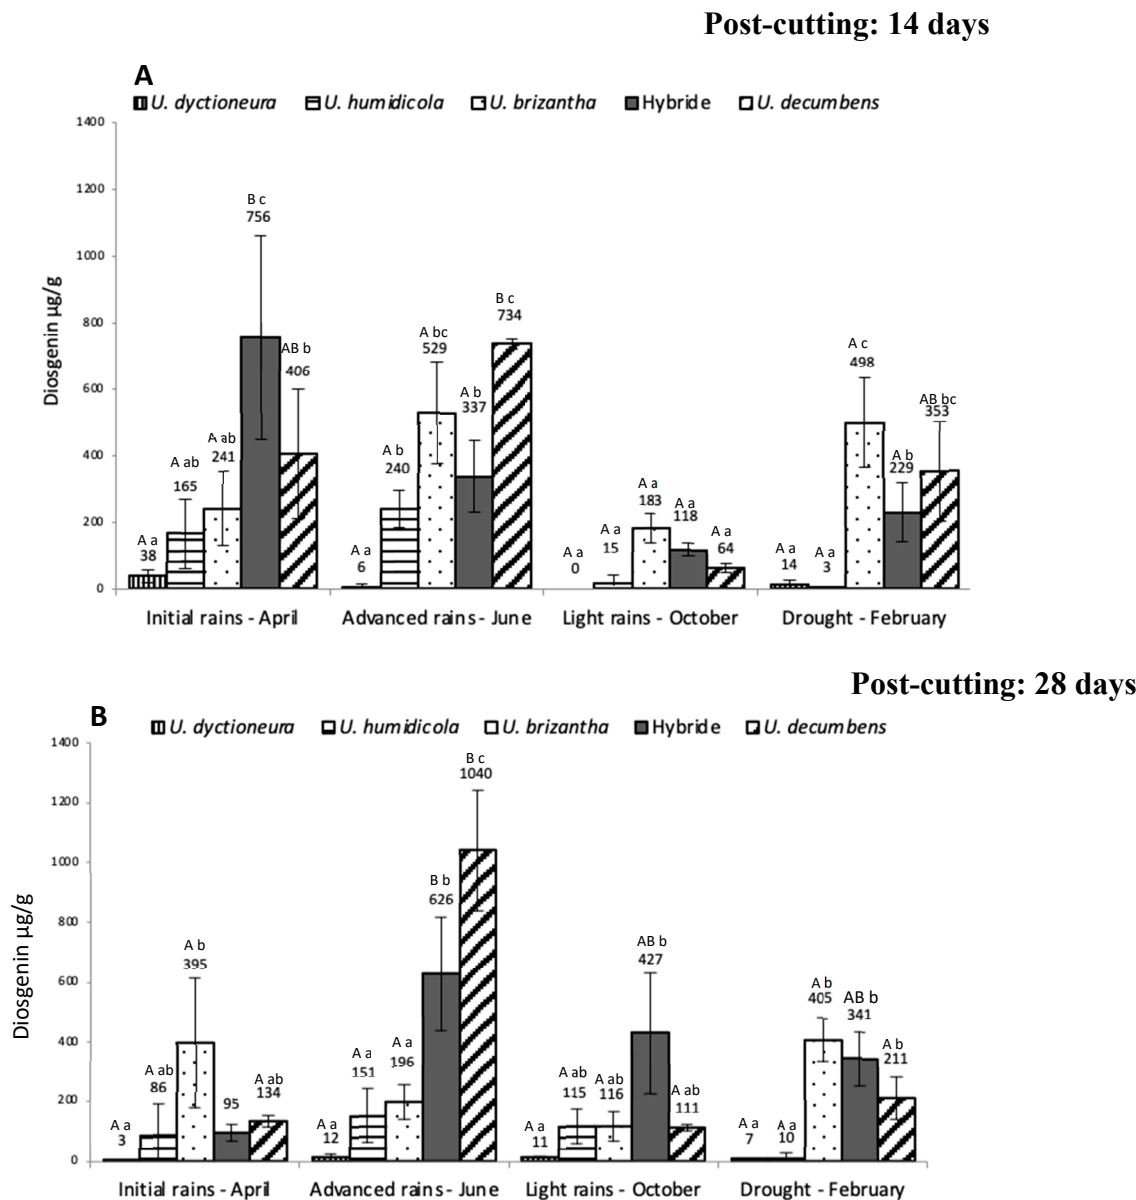 Post-cutting: 14 days
A
U. dyctioneura U. humidicola U. brizantha Hybride U. decumbens
Diosgenin µg/g
1400
1200
1000
800
600
400
200
0
A a
38
A ab
165
A ab
241
B c
756
AB b
406
A a
6
A b
240
A bc
529
A b
337
B c
734
A a
0
A a
15
A a
183
A a
118
A a
64
A a
14
A a
3
A c
498
A b
229
AB bc
353
Initial rains - April Advanced rains - June Light rains - October Drought - February
Post-cutting: 28 days
B
U. dyctioneura U. humidicola U. brizantha Hybride U. decumbens
Diosgenin µg/g
1400
1200
1000
800
600
400
200
0
A a
3
A ab
86
A b
395
95
A ab
134
A a
12
A a
151
A a
196
B b
626
B c
1040
A a
11
A ab
115
A ab
116
AB b
427
A ab
111
A a
7
A a
10
A b
405
AB b
341
A b
211
Initial rains - April Advanced rains - June Light rains - October Drought - February